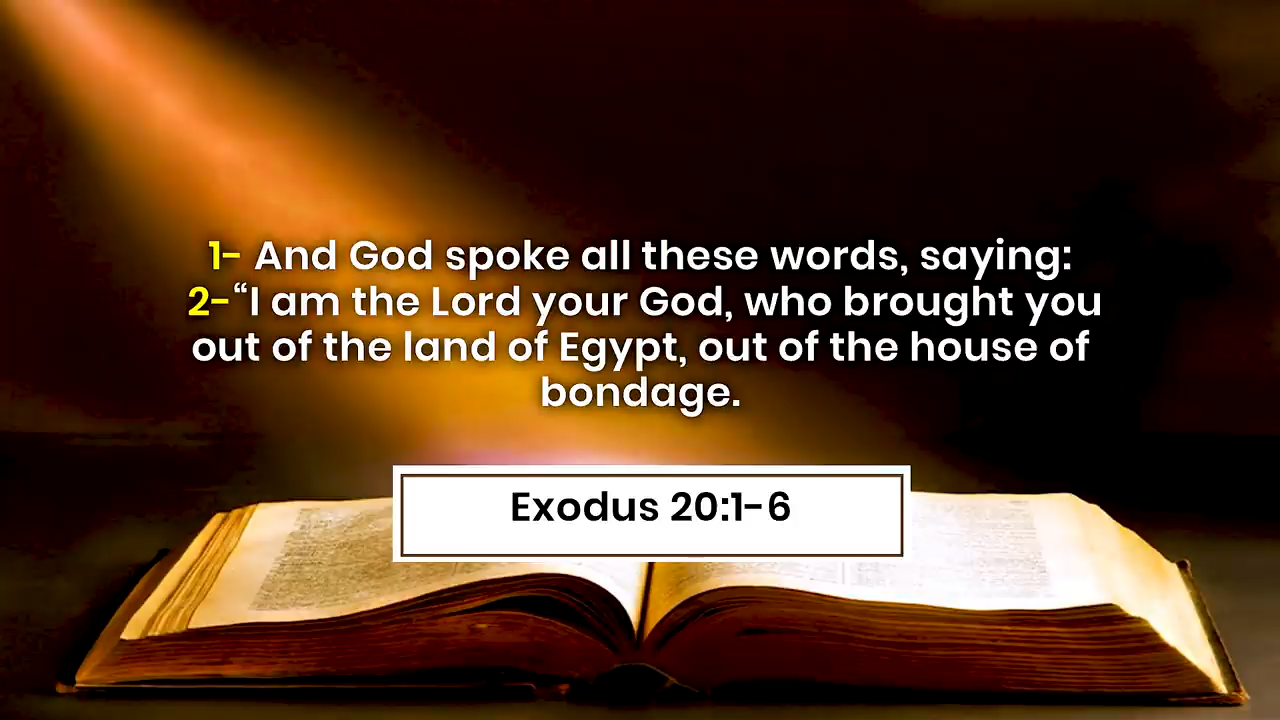 1- And God spoke all these words, saying:
2-“I am the Lord your God, who brought you
out of the land of Egypt, out of the house of
bondage.
Exodus 20:1-6